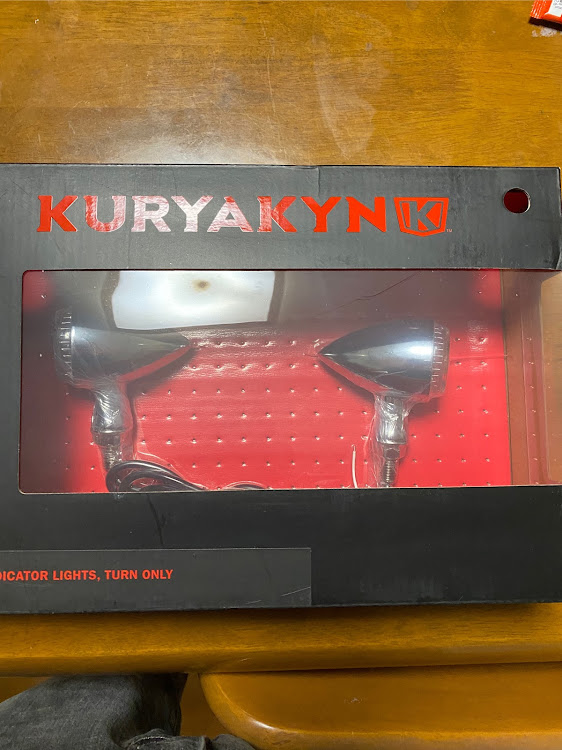 KURYAKYN K
DICATOR LIGHTS, TURN ONLY